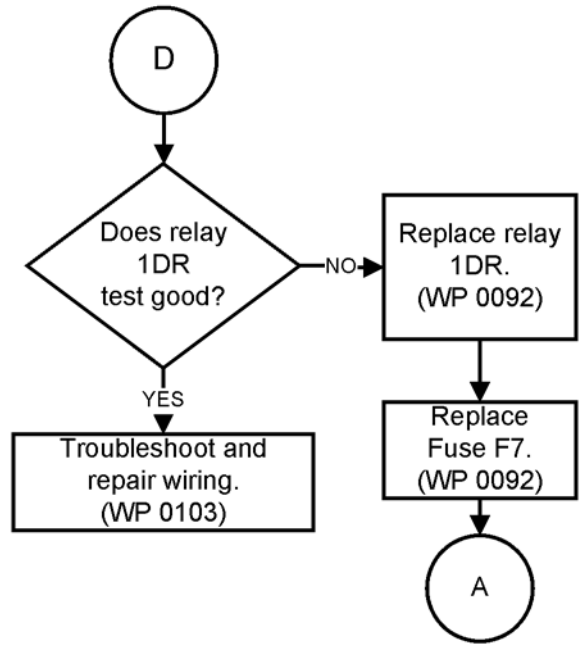 D
Does relay
1DR
test good?
NO
Replace relay
1DR.
(WP 0092)
YES
Troubleshoot and
repair wiring.
(WP 0103)
Replace
Fuse F7.
(WP 0092)
A